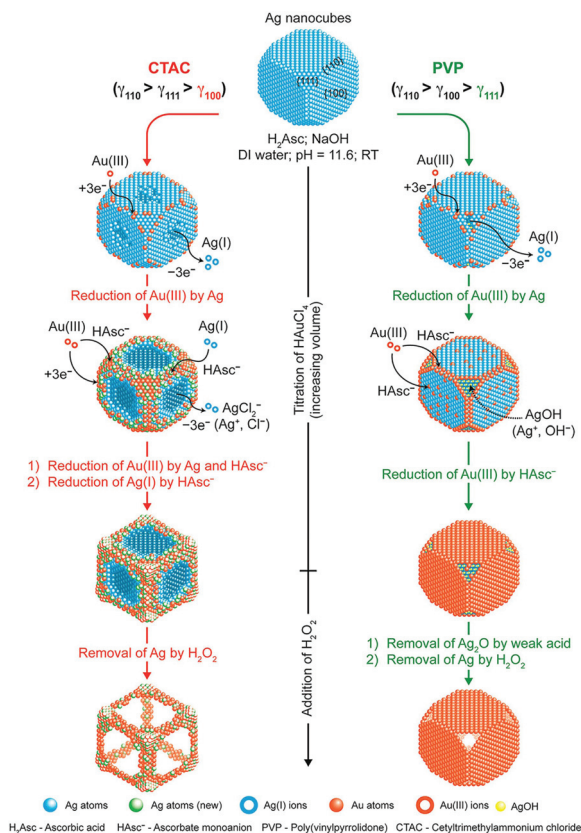 Ag nanocubes
CTAC
(γ110 > γ111 > γ100)
PVP
(γ110 > γ100 > γ111)
{110}
{111}
{100}
H2Asc; NaOH
DI water; pH = 11.6; RT
Au(III)
+3e−
Ag(I)
−3e−
Reduction of Au(III) by Ag
Au(III)
+3e−
Ag(I)
−3e−
Reduction of Au(III) by Ag
Titration of HAuCl4
(increasing volume)
Au(III)
HAsc−
Ag(I)
HAsc−
+3e−
AgCl2−
−3e− (Ag+, Cl−)
1) Reduction of Au(III) by Ag and HAsc−
2) Reduction of Ag(I) by HAsc−
Au(III)
HAsc−
HAsc−
AgOH
(Ag+, OH−)
Reduction of Au(III) by HAsc−
Removal of Ag by H2O2
Addition of H2O2
1) Removal of Ag2O by weak acid
2) Removal of Ag by H2O2
Ag atoms Ag atoms (new) Ag(I) ions Au atoms Au(III) ions AgOH
H2Asc - Ascorbic acid HAsc− - Ascorbate monoanion PVP - Poly(vinylpyrrolidone) CTAC - Cetyltrimethylammonium chloride